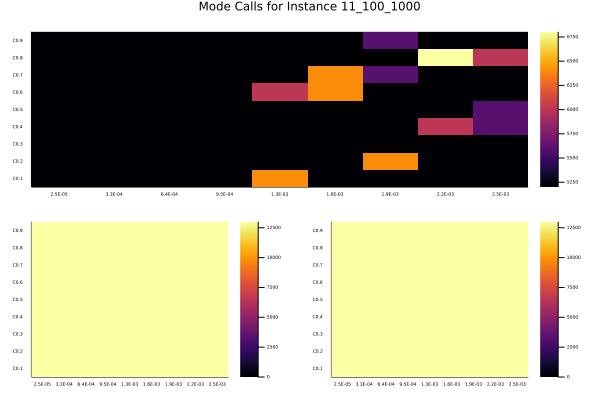 Mode Calls for Instance 11_100_1000
C0.9
C0.8
C0.7
C0.6
C0.5
C0.4
C0.3
C0.2
C0.1
2.5E-05 3.3E-04 6.4E-04 9.5E-04 1.3E-03 1.6E-03 1.9E-03 2.2E-03 2.5E-03
6750
6500
6250
6000
5750
5500
5250
C0.9
C0.8
C0.7
C0.6
C0.5
C0.4
C0.3
C0.2
C0.1
2.5E-05 3.3E-04 6.4E-04 9.5E-04 1.3E-03 1.6E-03 1.9E-03 2.2E-03 2.5E-03
12500
10000
7500
5000
2500
0
C0.9
C0.8
C0.7
C0.6
C0.5
C0.4
C0.3
C0.2
C0.1
2.5E-05 3.3E-04 6.4E-04 9.5E-04 1.3E-03 1.6E-03 1.9E-03 2.2E-03 2.5E-03
12500
10000
7500
5000
2500
0